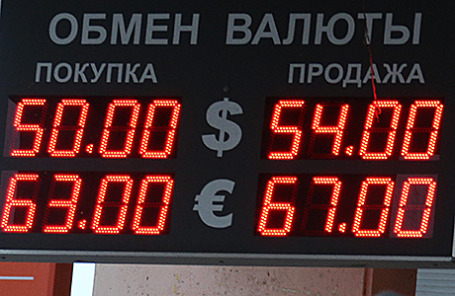 ОБМЕН ВАЛЮТЫ
ПОКУПКА ПРОДАЖА
50.00 $ 54.00
63.00 € 67.00